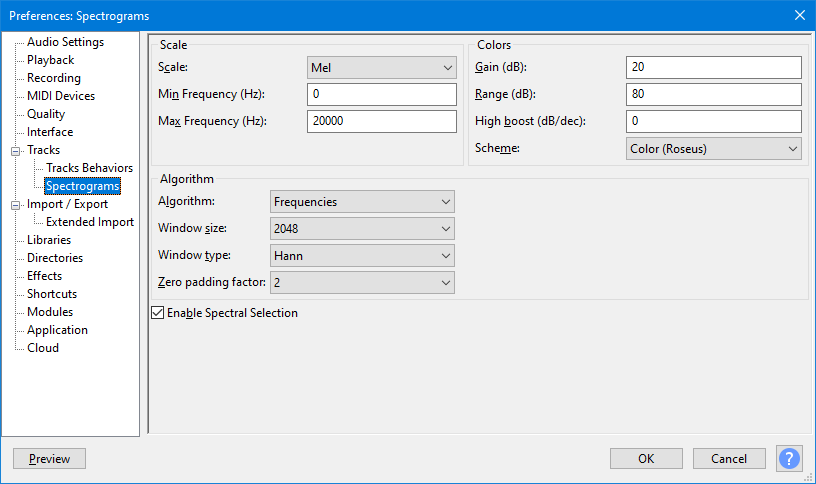 Preferences: Spectrograms
Audio Settings
Playback
Recording
MIDI Devices
Quality
Interface
Tracks
Tracks Behaviors
Spectrograms
Import / Export
Extended Import
Libraries
Directories
Effects
Shortcuts
Modules
Application
Cloud
Scale
Scale: Mel
Min Frequency (Hz): 0
Max Frequency (Hz): 20000
Colors
Gain (dB): 20
Range (dB): 80
High boost (dB/dec): 0
Scheme: Color (Roseus)
Algorithm
Algorithm: Frequencies
Window size: 2048
Window type: Hann
Zero padding factor: 2
Enable Spectral Selection
Preview
OK
Cancel
?